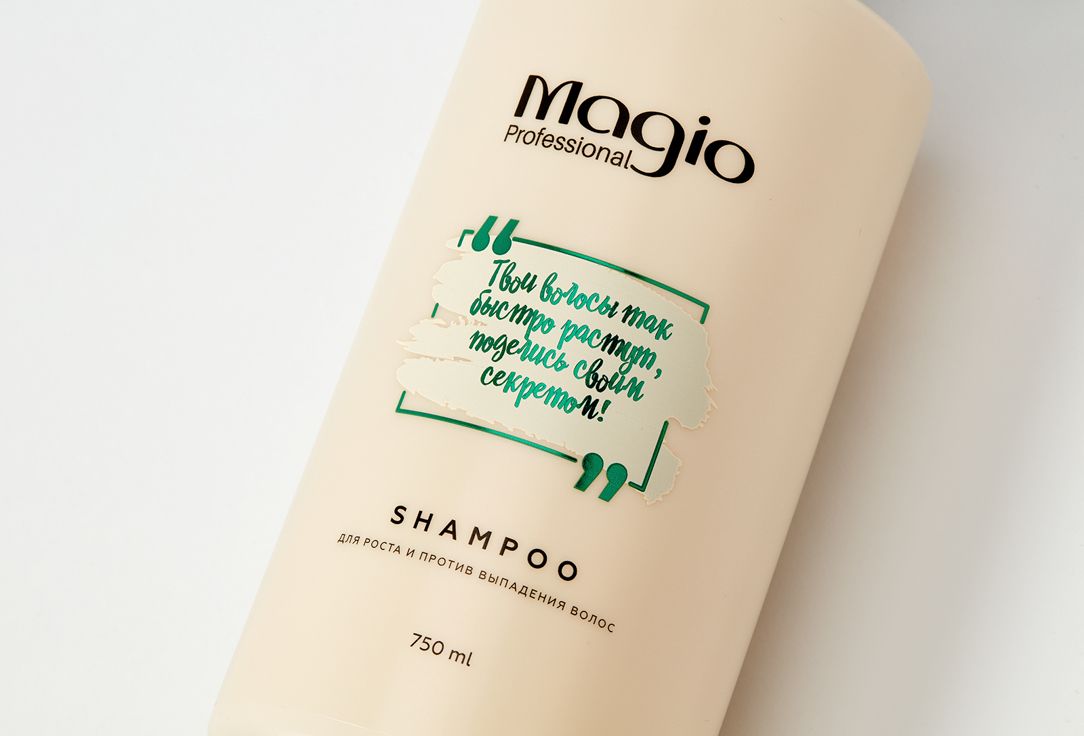 Magio
Professional
“
Твои волосы так
быстро растут,
поделись своим
секретом!
”
SHAMPOO
ДЛЯ РОСТА И ПРОТИВ ВЫПАДЕНИЯ ВОЛОС
750 ml